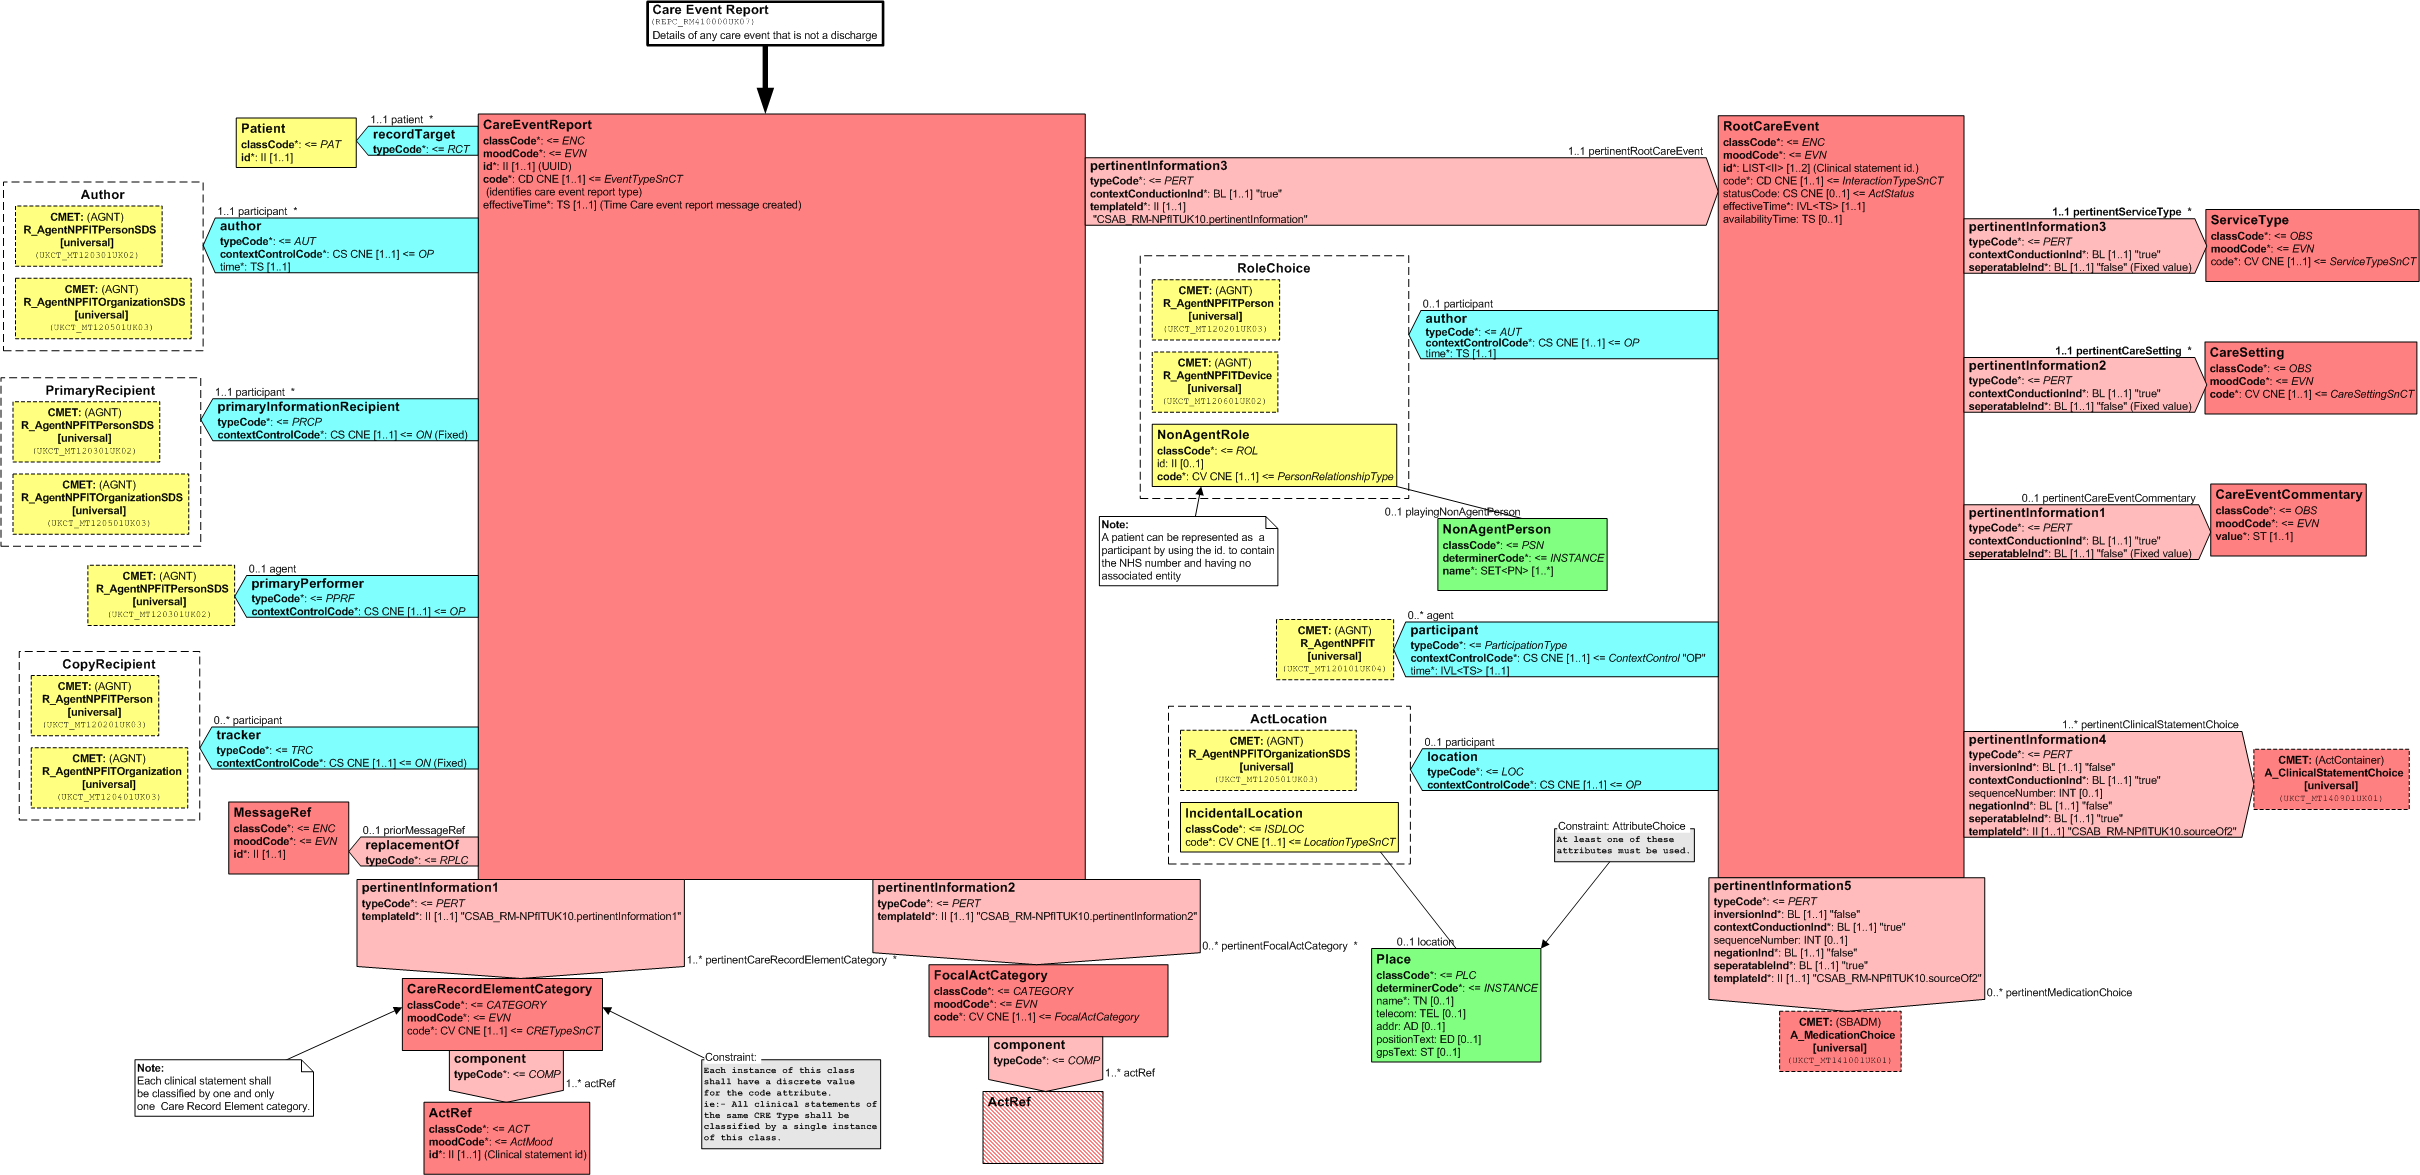 Care Event Report
(REPC_RM410000UK07)
Details of any care event that is not a discharge
Patient
classCode*: <= PAT
id*: II [1..1]
1..1 patient *
recordTarget
typeCode*: <= RCT
CareEventReport
classCode*: <= ENC
moodCode*: <= EVN
id*: II [1..1] (UUID)
code*: CD CNE [1..1] <= EventTypeSnCT
(identifies care event report type)
effectiveTime*: TS [1..1] (Time Care event report message created)
Author
CMET: (AGNT)
R_AgentNPFITPersonSDS
[universal]
(UKCT_MT120301UK02)
CMET: (AGNT)
R_AgentNPFITOrganizationSDS
[universal]
(UKCT_MT120501UK03)
1..1 participant *
author
typeCode*: <= AUT
contextControlCode*: CS CNE [1..1] <= OP
time*: TS [1..1]
PrimaryRecipient
CMET: (AGNT)
R_AgentNPFITPersonSDS
[universal]
(UKCT_MT120301UK02)
CMET: (AGNT)
R_AgentNPFITOrganizationSDS
[universal]
(UKCT_MT120501UK03)
1..1 participant *
primaryInformationRecipient
typeCode*: <= PRCP
contextControlCode*: CS CNE [1..1] <= ON (Fixed)
CMET: (AGNT)
R_AgentNPFITPersonSDS
[universal]
(UKCT_MT120301UK02)
0..1 agent
primaryPerformer
typeCode*: <= PPRF
contextControlCode*: CS CNE [1..1] <= OP
CopyRecipient
CMET: (AGNT)
R_AgentNPFITPerson
[universal]
(UKCT_MT120201UK03)
CMET: (AGNT)
R_AgentNPFITOrganization
[universal]
(UKCT_MT120401UK03)
0..* participant
tracker
typeCode*: <= TRC
contextControlCode*: CS CNE [1..1] <= ON (Fixed)
MessageRef
classCode*: <= ENC
moodCode*: <= EVN
id*: II [1..1]
0..1 priorMessageRef
replacementOf
typeCode*: <= RPLC
pertinentInformation1
typeCode*: <= PERT
templateId*: II [1..1] "CSAB_RM-NPfITUK10.pertinentInformation1"
1..* pertinentCareRecordElementCategory *
CareRecordElementCategory
classCode*: <= CATEGORY
moodCode*: <= EVN
code*: CV CNE [1..1] <= CRETypeSnCT
Note:
Each clinical statement shall
be classified by one and only
one Care Record Element category.
component
typeCode*: <= COMP
1..* actRef
ActRef
classCode*: <= ACT
moodCode*: <= ActMood
id*: II [1..1] (Clinical statement id)
Constraint:
Each instance of this class
shall have a discrete value
for the code attribute.
ie:- All clinical statements of
the same CRE Type shall be
classified by a single instance
of this class.
pertinentInformation2
typeCode*: <= PERT
templateId*: II [1..1] "CSAB_RM-NPfITUK10.pertinentInformation2"
0..* pertinentFocalActCategory *
FocalActCategory
classCode*: <= CATEGORY
moodCode*: <= EVN
code*: CV CNE [1..1] <= FocalActCategory
component
typeCode*: <= COMP
1..* actRef
ActRef
1..1 pertinentRootCareEvent
pertinentInformation3
typeCode*: <= PERT
contextConductionInd*: BL [1..1] "true"
templateId*: II [1..1]
"CSAB_RM-NPfITUK10.pertinentInformation"
RootCareEvent
classCode*: <= ENC
moodCode*: <= EVN
id*: LIST<II> [1..2] (Clinical statement id.)
code*: CD CNE [1..1] <= InteractionTypeSnCT
statusCode: CS CNE [0..1] <= ActStatus
effectiveTime*: IVL<TS> [1..1]
availabilityTime: TS [0..1]
RoleChoice
CMET: (AGNT)
R_AgentNPFITPerson
[universal]
(UKCT_MT120201UK03)
CMET: (AGNT)
R_AgentNPFITDevice
[universal]
(UKCT_MT120601UK02)
NonAgentRole
classCode*: <= ROL
id: II [0..1]
code*: CV CNE [1..1] <= PersonRelationshipType
0..1 participant
author
typeCode*: <= AUT
contextControlCode*: CS CNE [1..1] <= OP
time*: TS [1..1]
Note:
A patient can be represented as a
participant by using the id. to contain
the NHS number and having no
associated entity
0..1 playingNonAgentPerson
NonAgentPerson
classCode*: <= PSN
determinerCode*: <= INSTANCE
name*: SET<PN> [1..*]
CMET: (AGNT)
R_AgentNPFIT
[universal]
(UKCT_MT120101UK04)
0..* agent
participant
typeCode*: <= ParticipationType
contextControlCode*: CS CNE [1..1] <= ContextControl "OP"
time*: IVL<TS> [1..1]
ActLocation
CMET: (AGNT)
R_AgentNPFITOrganizationSDS
[universal]
(UKCT_MT120501UK03)
IncidentalLocation
classCode*: <= ISDLOC
code*: CV CNE [1..1] <= LocationTypeSnCT
0..1 participant
location
typeCode*: <= LOC
contextControlCode*: CS CNE [1..1] <= OP
Constraint: AttributeChoice
At least one of these
attributes must be used.
0..1 location
Place
classCode*: <= PLC
determinerCode*: <= INSTANCE
name*: TN [0..1]
telecom: TEL [0..1]
addr: AD [0..1]
positionText: ED [0..1]
gpsText: ST [0..1]
1..1 pertinentServiceType *
pertinentInformation3
typeCode*: <= PERT
contextConductionInd*: BL [1..1] "true"
seperatableInd*: BL [1..1] "false" (Fixed value)
ServiceType
classCode*: <= OBS
moodCode*: <= EVN
code*: CV CNE [1..1] <= ServiceTypeSnCT
1..1 pertinentCareSetting *
pertinentInformation2
typeCode*: <= PERT
contextConductionInd*: BL [1..1] "true"
seperatableInd*: BL [1..1] "false" (Fixed value)
CareSetting
classCode*: <= OBS
moodCode*: <= EVN
code*: CV CNE [1..1] <= CareSettingSnCT
0..1 pertinentCareEventCommentary
pertinentInformation1
typeCode*: <= PERT
contextConductionInd*: BL [1..1] "true"
seperatableInd*: BL [1..1] "false" (Fixed value)
CareEventCommentary
classCode*: <= OBS
moodCode*: <= EVN
value*: ST [1..1]
1..* pertinentClinicalStatementChoice
pertinentInformation4
typeCode*: <= PERT
inversionInd*: BL [1..1] "false"
contextConductionInd*: BL [1..1] "true"
sequenceNumber: INT [0..1]
negationInd*: BL [1..1] "false"
seperatableInd*: BL [1..1] "true"
templateId*: II [1..1] "CSAB_RM-NPfITUK10.sourceOf2"
CMET: (ActContainer)
A_ClinicalStatementChoice
[universal]
(UKCT_MT140901UK01)
pertinentInformation5
typeCode*: <= PERT
inversionInd*: BL [1..1] "false"
contextConductionInd*: BL [1..1] "true"
sequenceNumber: INT [0..1]
negationInd*: BL [1..1] "false"
seperatableInd*: BL [1..1] "true"
templateId*: II [1..1] "CSAB_RM-NPfITUK10.sourceOf2"
0..* pertinentMedicationChoice
CMET: (SBADM)
A_MedicationChoice
[universal]
(UKCT_MT141001UK01)